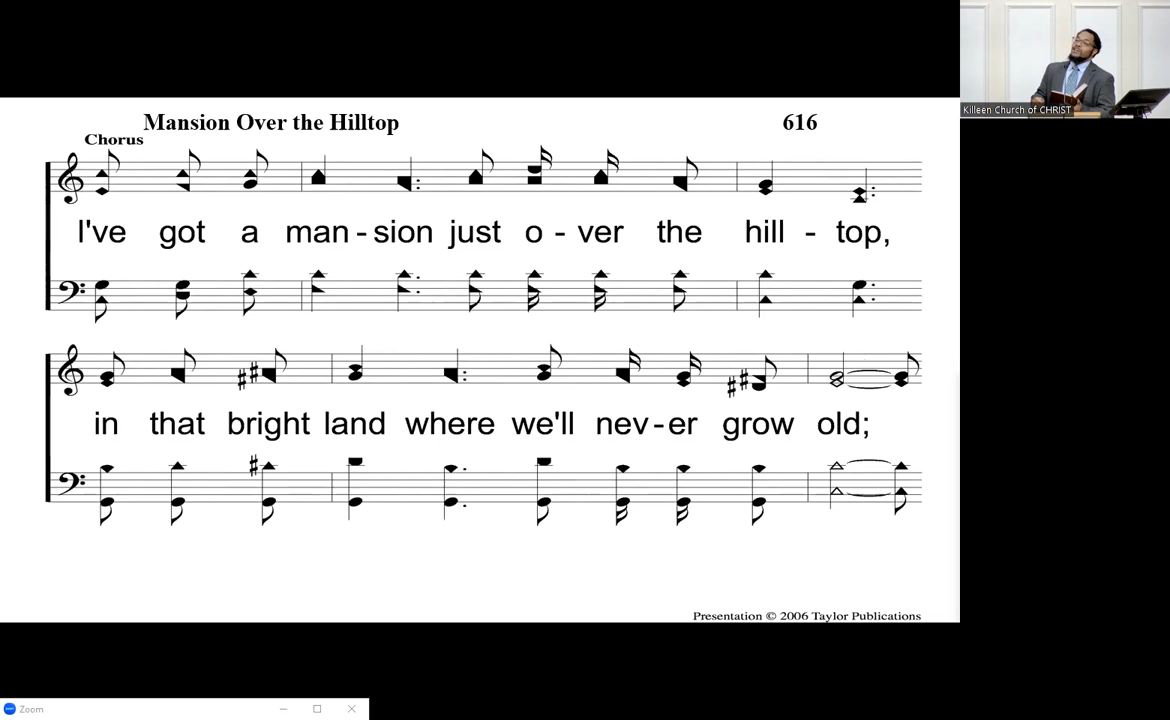 Mansion Over the Hilltop 616
Chorus
I've got a man - sion just o - ver the hill - top,
in that bright land where we'll nev - er grow old;
Presentation © 2006 Taylor Publications
Killeen Church of CHRIST
Zoom